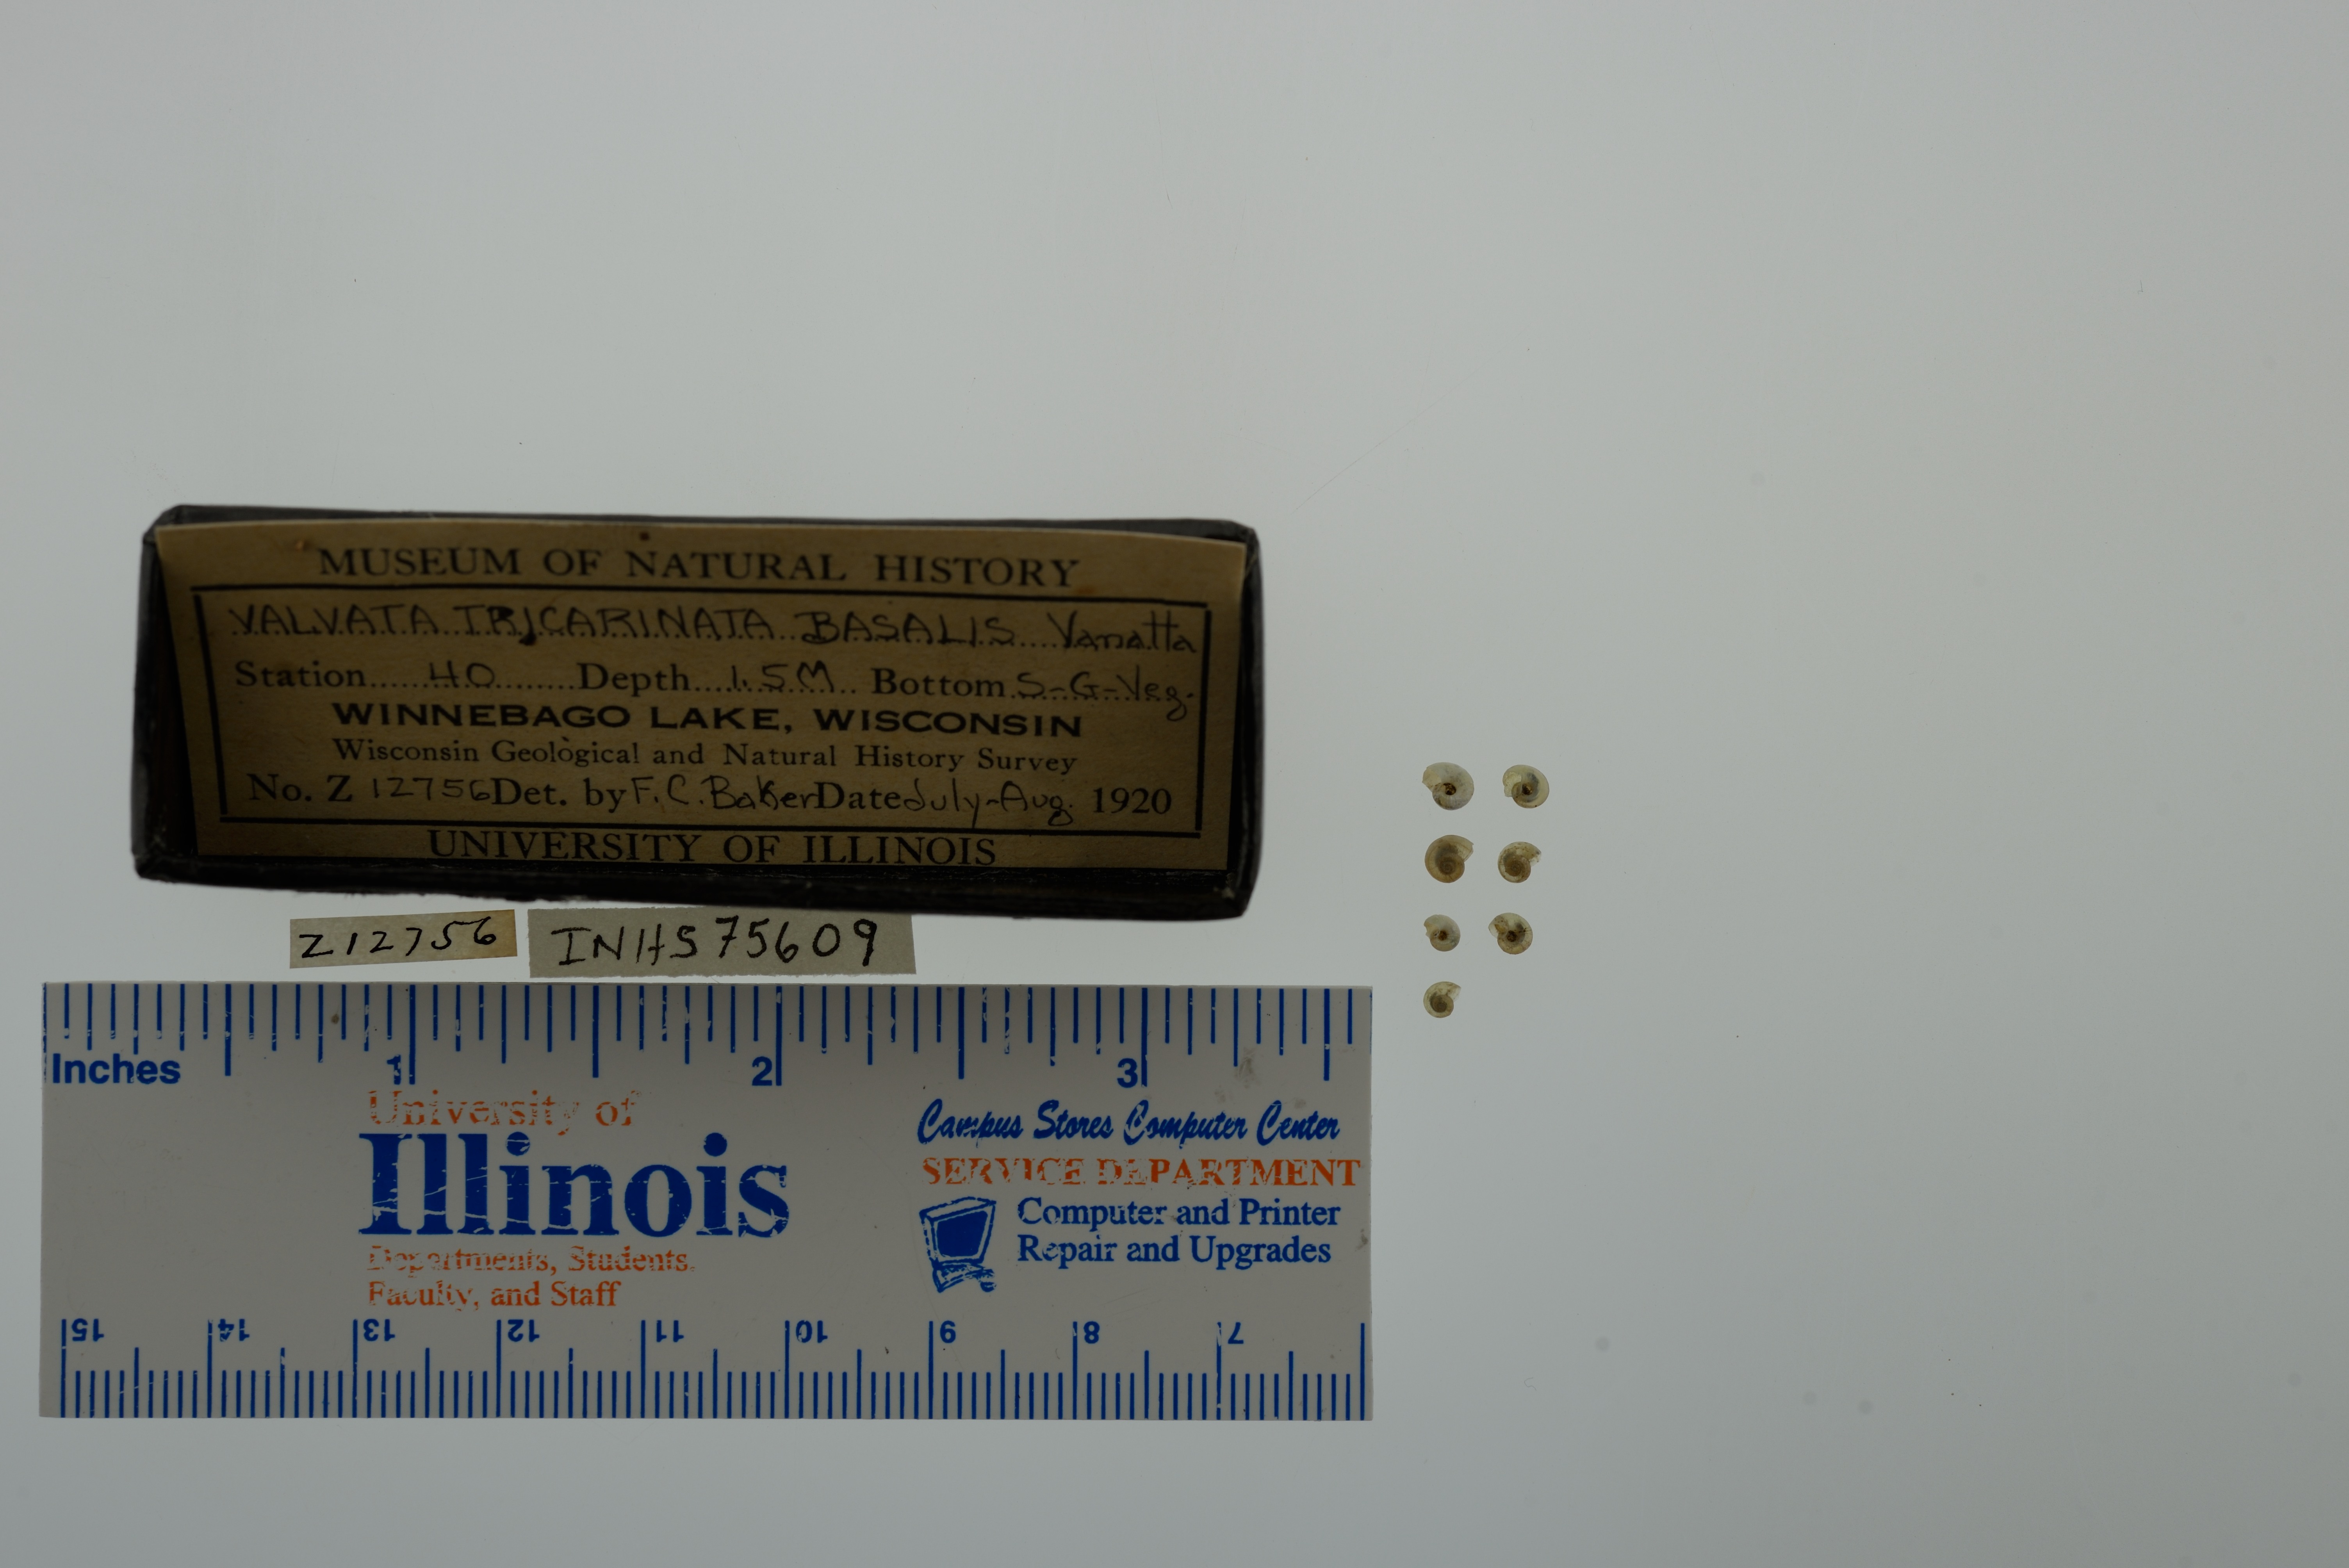 MUSEUM OF NATURAL HISTORY
VALVATA TRICARINATA BASALIS Vanatta
Station 40 Depth 1.5M Bottom S-G-Veg.
WINNEBAGO LAKE, WISCONSIN
Wisconsin Geological and Natural History Survey
No. Z 12756 Det. by F.C. Baker Date July-Aug. 1920
UNIVERSITY OF ILLINOIS
Z12756
INHS 75609
1 2 3
Inches
University of
Illinois
Departments, Students,
Faculty, and Staff
Campus Stores Computer Center
SERVICE DEPARTMENT
Computer and Printer
Repair and Upgrades
15 14 13 12 11 10 9 8 7